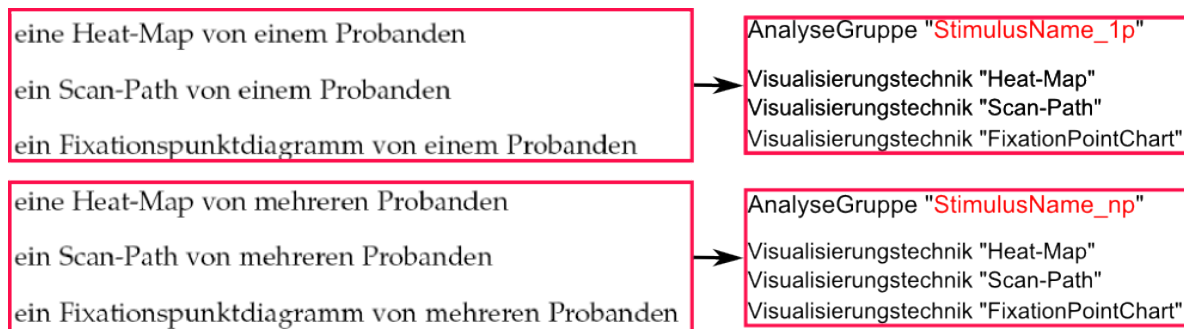 eine Heat-Map von einem Probanden
ein Scan-Path von einem Probanden
ein Fixationspunktdiagramm von einem Probanden
AnalyseGruppe "StimulusName_1p"
Visualisierungstechnik "Heat-Map"
Visualisierungstechnik "Scan-Path"
Visualisierungstechnik "FixationPointChart"
eine Heat-Map von mehreren Probanden
ein Scan-Path von mehreren Probanden
ein Fixationspunktdiagramm von mehreren Probanden
AnalyseGruppe "StimulusName_np"
Visualisierungstechnik "Heat-Map"
Visualisierungstechnik "Scan-Path"
Visualisierungstechnik "FixationPointChart"